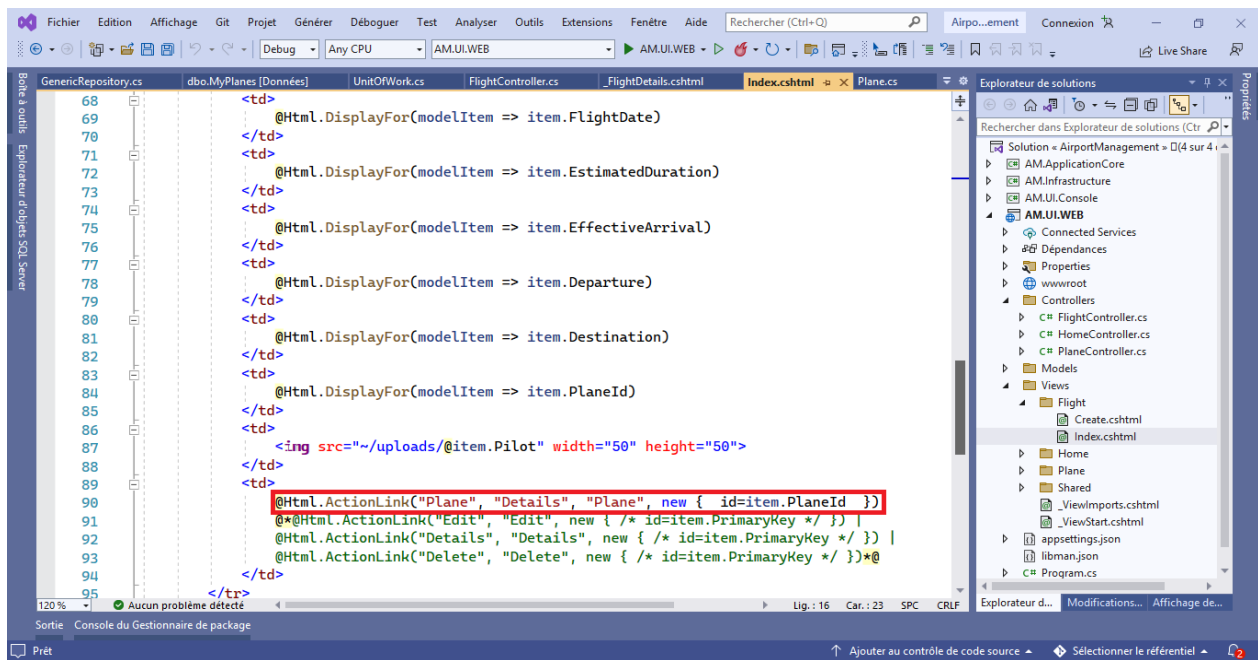 Fichier Edition Affichage Git Projet Générer Déboguer Test Analyser Outils Extensions Fenêtre Aide Rechercher (Ctrl+Q) Airpo...ement Connexion
Debug Any CPU AM.UI.WEB AM.UI.WEB Live Share
GenericRepository.cs dbo.MyPlanes [Données] UnitOfWork.cs FlightController.cs _FlightDetails.cshtml Index.cshtml Plane.cs
68 <td>
69 @Html.DisplayFor(modelItem => item.FlightDate)
70 </td>
71 <td>
72 @Html.DisplayFor(modelItem => item.EstimatedDuration)
73 </td>
74 <td>
75 @Html.DisplayFor(modelItem => item.EffectiveArrival)
76 </td>
77 <td>
78 @Html.DisplayFor(modelItem => item.Departure)
79 </td>
80 <td>
81 @Html.DisplayFor(modelItem => item.Destination)
82 </td>
83 <td>
84 @Html.DisplayFor(modelItem => item.PlaneId)
85 </td>
86 <td>
87 <img src="~/uploads/@item.Pilot" width="50" height="50">
88 </td>
89 <td>
90 @Html.ActionLink("Plane", "Details", "Plane", new { id=item.PlaneId })
91 @*@Html.ActionLink("Edit", "Edit", new { /* id=item.PrimaryKey */ }) |
92 @Html.ActionLink("Details", "Details", new { /* id=item.PrimaryKey */ }) |
93 @Html.ActionLink("Delete", "Delete", new { /* id=item.PrimaryKey */ })*@
94 </td>
95 </tr>
120 % Aucun problème détecté Lig. : 16 Car. : 23 SPC CRLF
Boîte à outils
Explorateur d'objets SQL Server
Explorateur de solutions
Rechercher dans Explorateur de solutions (Ctr
Solution « AirportManagement » (4 sur 4
C# AM.ApplicationCore
C# AM.Infrastructure
C# AM.UI.Console
AM.UI.WEB
Connected Services
Dépendances
Properties
wwwroot
Controllers
C# FlightController.cs
C# HomeController.cs
C# PlaneController.cs
Models
Views
Flight
Create.cshtml
Index.cshtml
Home
Plane
Shared
_ViewImports.cshtml
_ViewStart.cshtml
appsettings.json
libman.json
C# Program.cs
Explorateur d... Modifications... Affichage de...
Propriétés
Sortie Console du Gestionnaire de package
Prêt Ajouter au contrôle de code source Sélectionner le référentiel 2